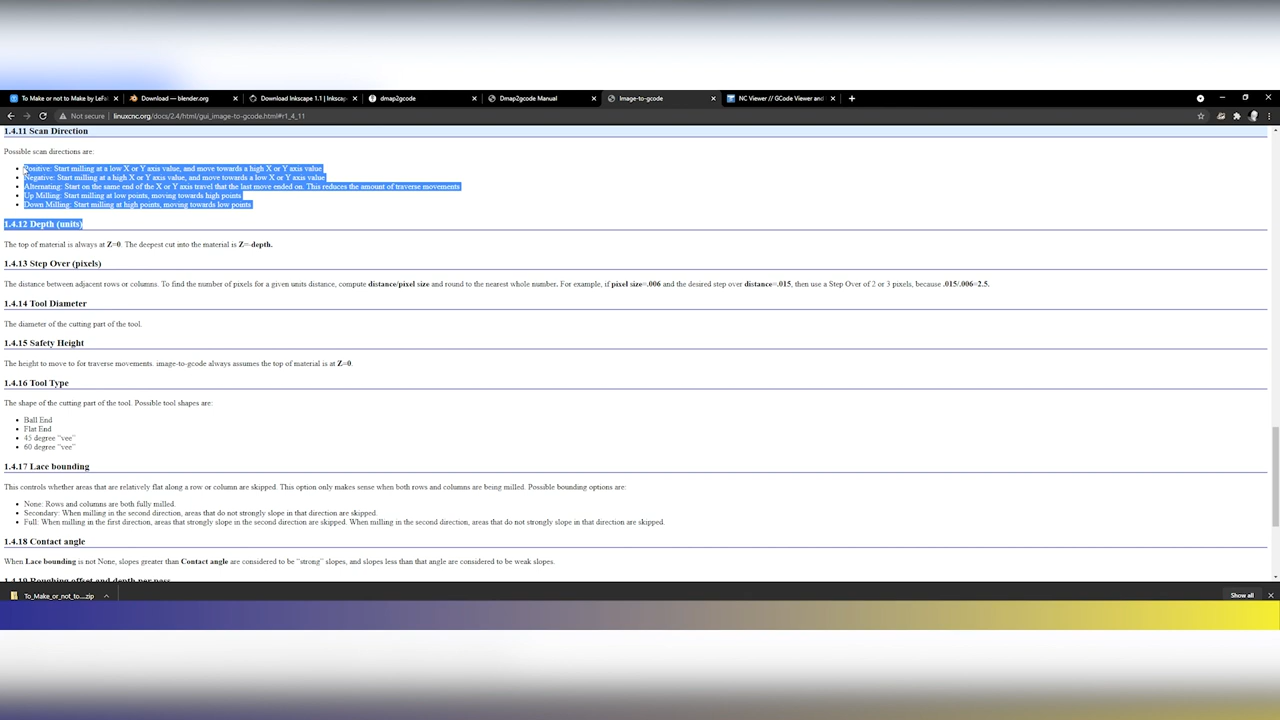 To Make or not to Make by LeFa
Download — blender.org
Download Inkscape 1.1 | Inksca
dmap2gcode
Dmap2gcode Manual
Image-to-gcode
NC Viewer // GCode Viewer and
Not secure | linuxcnc.org/docs/2.4/html/gui_image-to-gcode.html#r1_4_11
1.4.11 Scan Direction
Possible scan directions are:
Positive: Start milling at a low X or Y axis value, and move towards a high X or Y axis value
Negative: Start milling at a high X or Y axis value, and move towards a low X or Y axis value
Alternating: Start on the same end of the X or Y axis travel that the last move ended on. This reduces the amount of traverse movements
Up Milling: Start milling at low points, moving towards high points
Down Milling: Start milling at high points, moving towards low points
1.4.12 Depth (units)
The top of material is always at Z=0. The deepest cut into the material is Z=-depth.
1.4.13 Step Over (pixels)
The distance between adjacent rows or columns. To find the number of pixels for a given units distance, compute distance/pixel size and round to the nearest whole number. For example, if pixel size=.006 and the desired step over distance=.015, then use a Step Over of 2 or 3 pixels, because .015/.006=2.5.
1.4.14 Tool Diameter
The diameter of the cutting part of the tool.
1.4.15 Safety Height
The height to move to for traverse movements. image-to-gcode always assumes the top of material is at Z=0.
1.4.16 Tool Type
The shape of the cutting part of the tool. Possible tool shapes are:
Ball End
Flat End
45 degree "vee"
60 degree "vee"
1.4.17 Lace bounding
This controls whether areas that are relatively flat along a row or column are skipped. This option only makes sense when both rows and columns are being milled. Possible bounding options are:
None: Rows and columns are both fully milled.
Secondary: When milling in the second direction, areas that do not strongly slope in that direction are skipped.
Full: When milling in the first direction, areas that strongly slope in the second direction are skipped. When milling in the second direction, areas that do not strongly slope in that direction are skipped.
1.4.18 Contact angle
When Lace bounding is not None, slopes greater than Contact angle are considered to be "strong" slopes, and slopes less than that angle are considered to be weak slopes.
1.4.19 Roughing offset and depth per pass
To_Make_or_not_to....zip
Show all